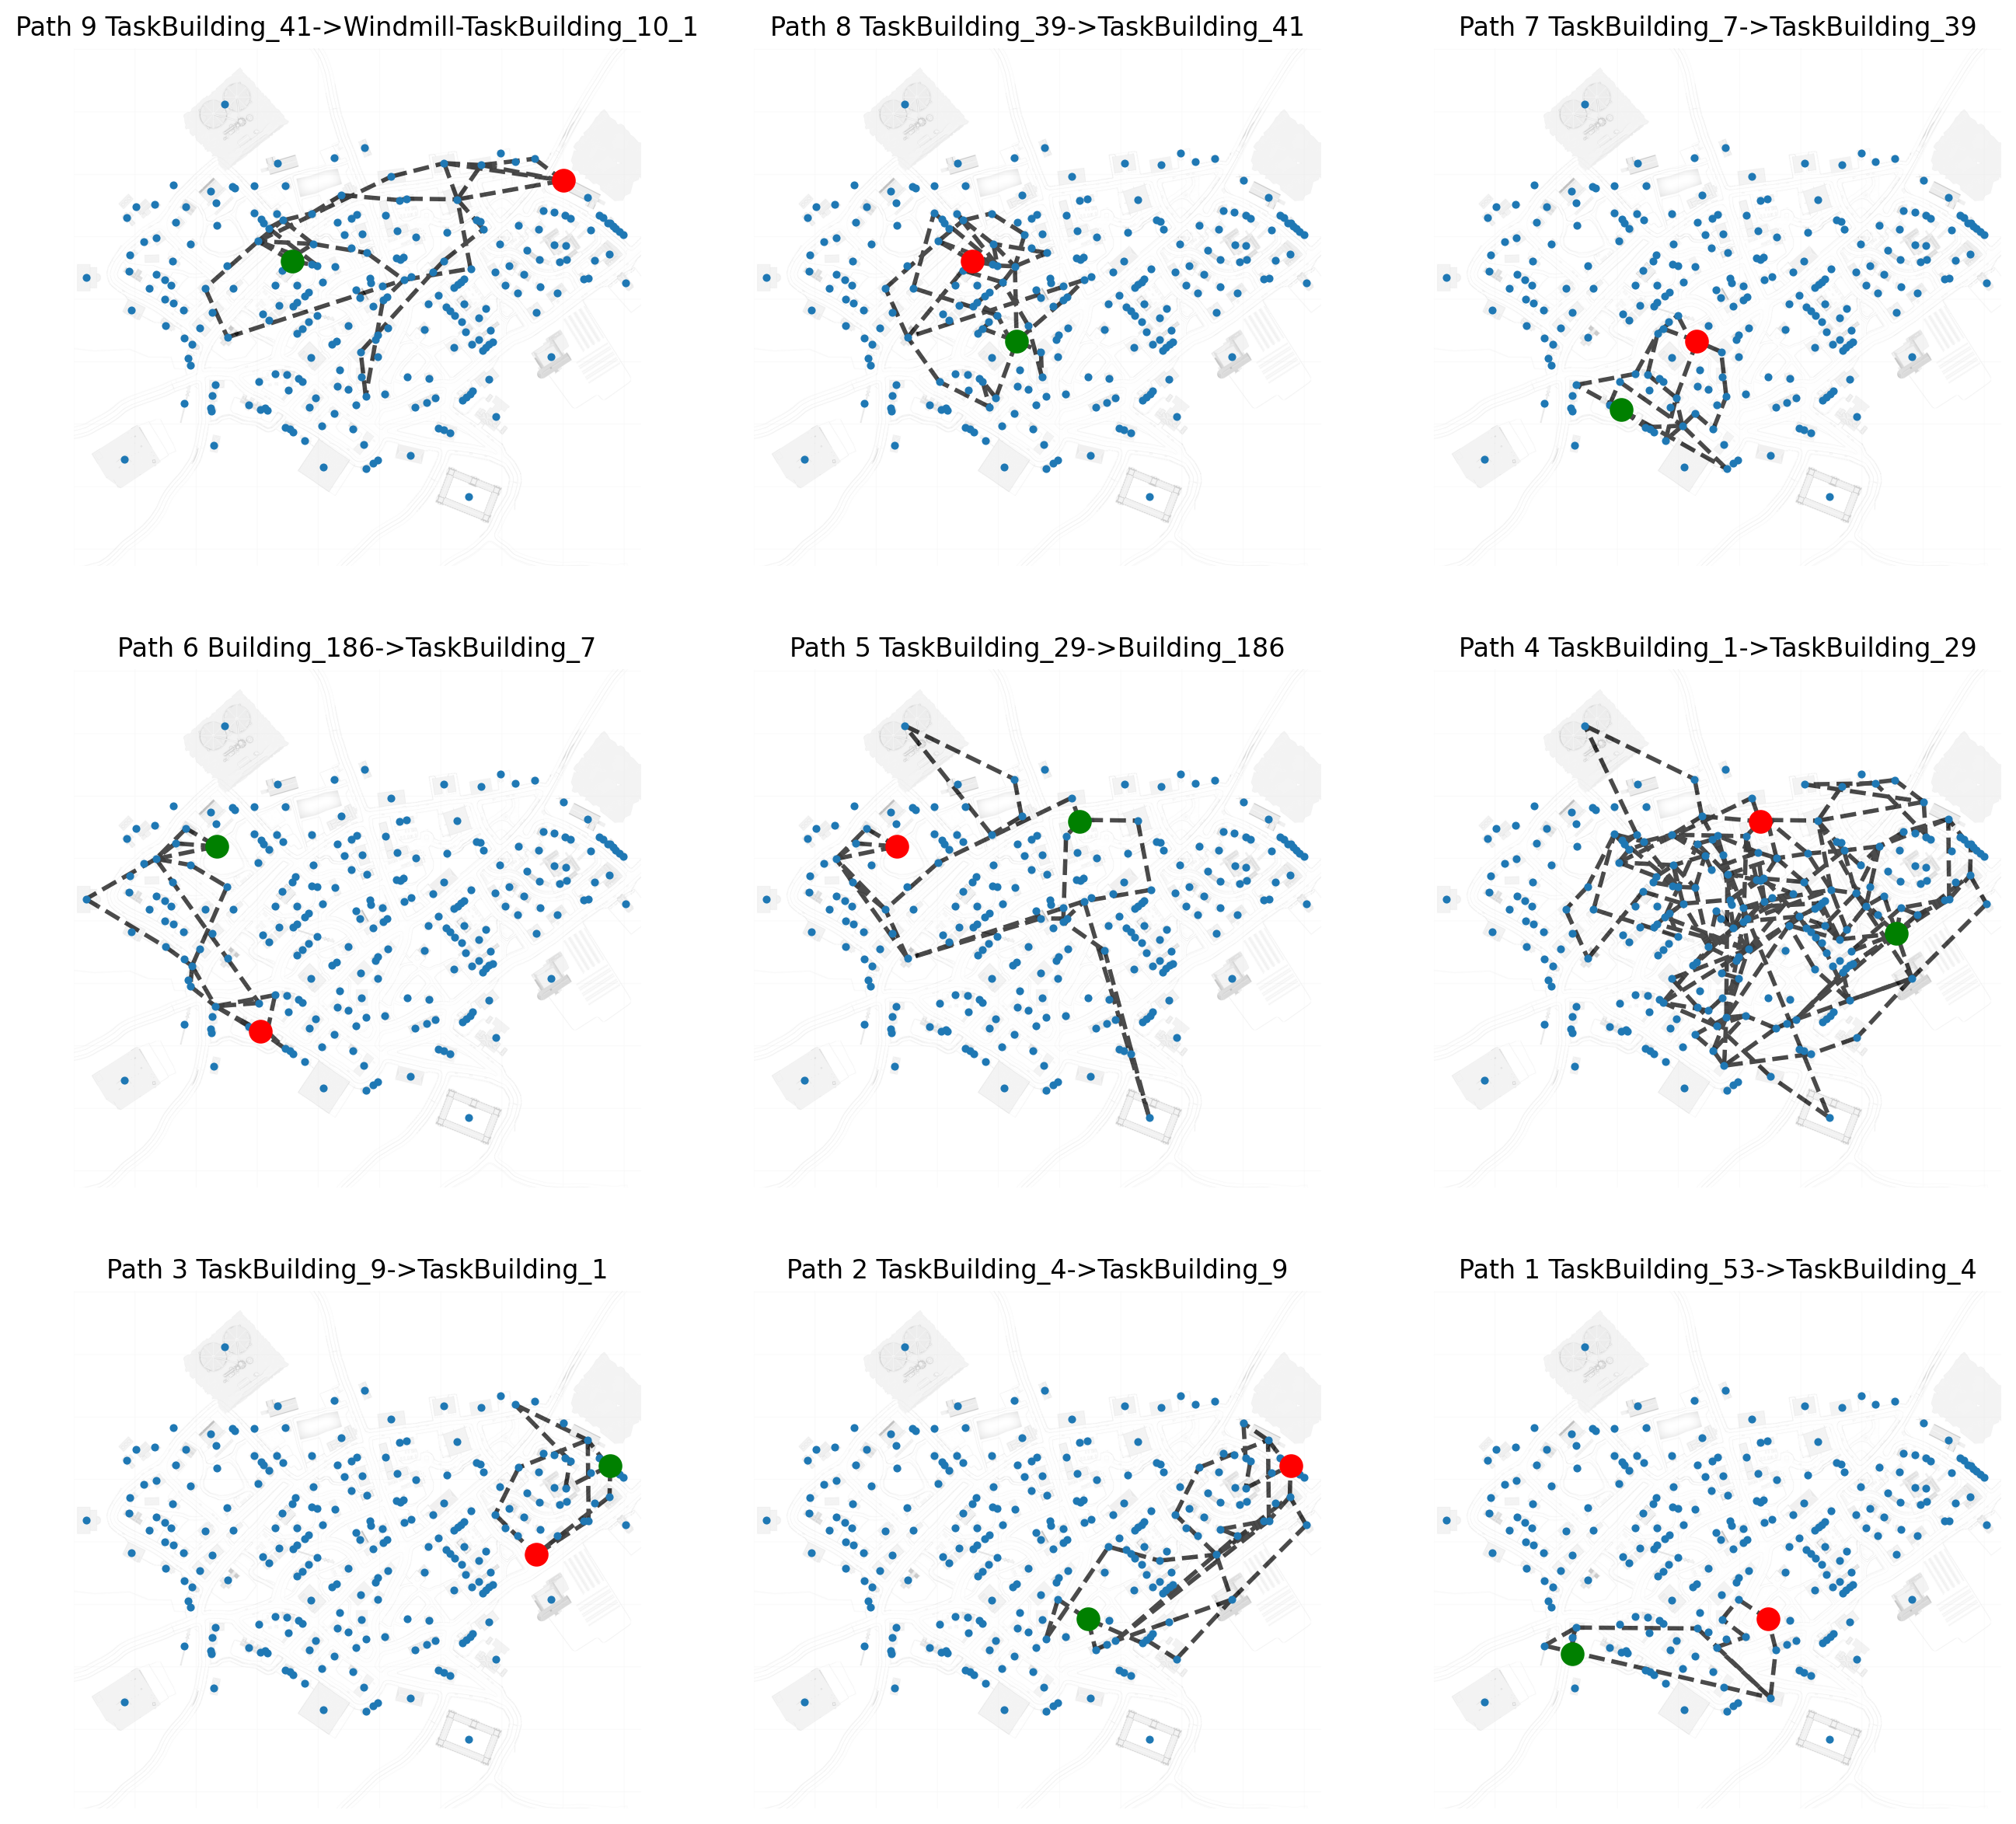 Path 9 TaskBuilding_41->Windmill-TaskBuilding_10_1
Path 8 TaskBuilding_39->TaskBuilding_41
Path 7 TaskBuilding_7->TaskBuilding_39
Path 6 Building_186->TaskBuilding_7
Path 5 TaskBuilding_29->Building_186
Path 4 TaskBuilding_1->TaskBuilding_29
Path 3 TaskBuilding_9->TaskBuilding_1
Path 2 TaskBuilding_4->TaskBuilding_9
Path 1 TaskBuilding_53->TaskBuilding_4